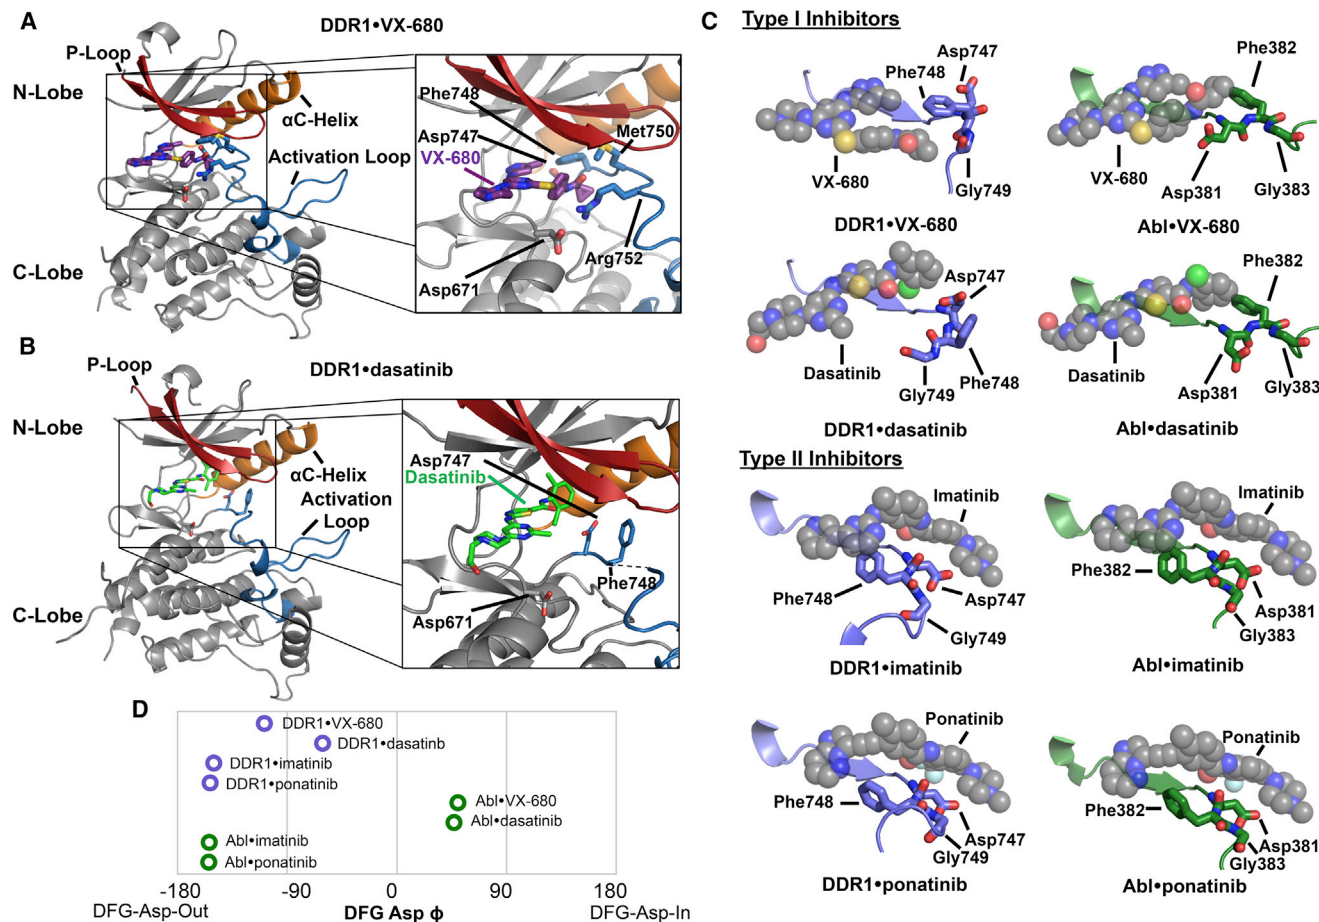 A
DDR1•VX-680
P-Loop
N-Lobe
αC-Helix
Activation Loop
C-Lobe
Phe748
Asp747
VX-680
Met750
Arg752
Asp671
B
DDR1•dasatinib
P-Loop
N-Lobe
αC-Helix
Activation
Loop
C-Lobe
Asp747
Dasatinib
Phe748
Asp671
C
Type I Inhibitors
Asp747
Phe748
VX-680
Gly749
DDR1•VX-680
Phe382
VX-680
Asp381
Gly383
Abl•VX-680
Asp747
Dasatinib
Gly749
Phe748
DDR1•dasatinib
Phe382
Dasatinib
Asp381
Gly383
Abl•dasatinib
Type II Inhibitors
Imatinib
Phe748
Asp747
Gly749
DDR1•imatinib
Imatinib
Phe382
Asp381
Gly383
Abl•imatinib
Ponatinib
Phe748
Asp747
Gly749
DDR1•ponatinib
Ponatinib
Phe382
Asp381
Gly383
Abl•ponatinib
D
DDR1•VX-680
DDR1•dasatinb
DDR1•imatinib
DDR1•ponatinib
Abl•VX-680
Abl•dasatinib
Abl•imatinib
Abl•ponatinib
-180 -90 0 90 180
DFG-Asp-Out DFG Asp ϕ DFG-Asp-In